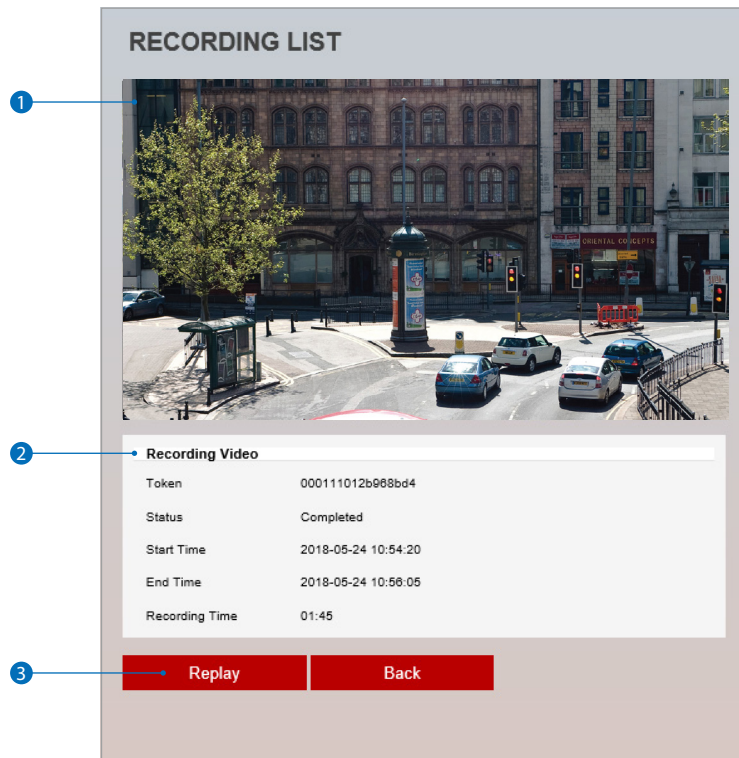 RECORDING LIST
1
ORIENTAL CONCEPTS
2
Recording Video
Token 000111012b968bd4
Status Completed
Start Time 2018-05-24 10:54:20
End Time 2018-05-24 10:56:05
Recording Time 01:45
3
Replay Back